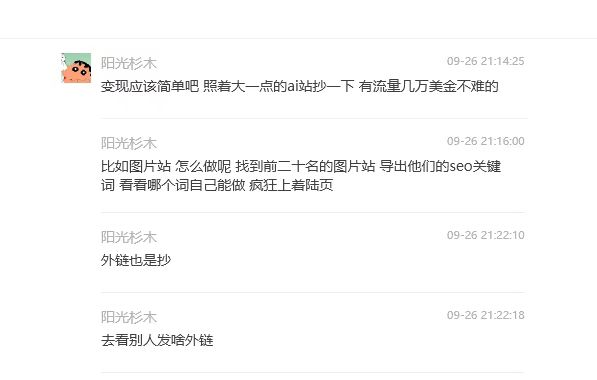 阳光杉木 09-26 21:14:25
变现应该简单吧 照着大一点的ai站抄一下 有流量几万美金不难的
阳光杉木 09-26 21:16:00
比如图片站 怎么做呢 找到前二十名的图片站 导出他们的seo关键
词 看看哪个词自己能做 疯狂上着陆页
阳光杉木 09-26 21:22:10
外链也是抄
阳光杉木 09-26 21:22:18
去看别人发啥外链